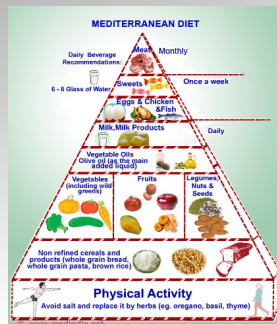 MEDITERRANEAN DIET
Daily Beverage
Recommendations:
6 - 8 Glass of Water
Meat
Monthly
Sweets
Once a week
Eggs & Chicken
&Fish
Milk,Milk Products
Daily
Vegetable Oils
Olive oil (as the main
added liquid)
Vegetables
(including wild
greens)
Fruits
Legumes,
Nuts &
Seeds
Non refined cereals and
products (whole grain bread,
whole grain pasta, brown rice)
Physical Activity
Avoid salt and replace it by herbs (eg. oregano, basil, thyme)